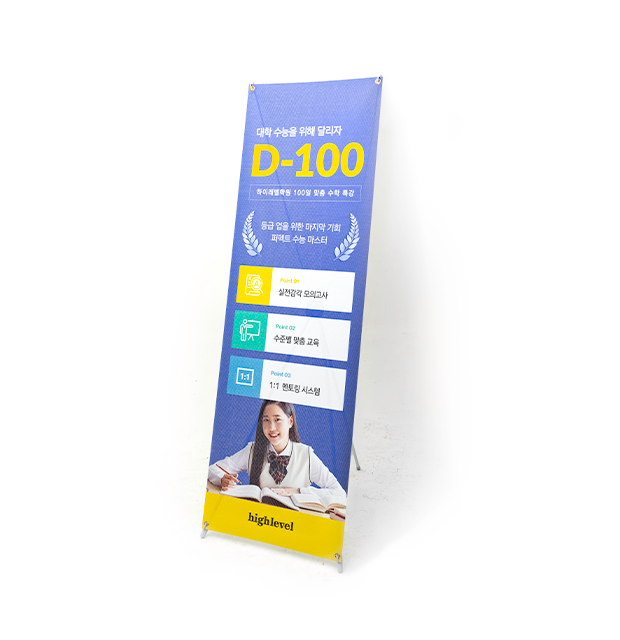 대학 수능을 위해 달리자
D-100
하이레벨학원 100일 맞춤 수학 특강
등급 업을 위한 마지막 기회
퍼펙트 수능 마스터
Point 01
실전감각 모의고사
Point 02
수준별 맞춤 교육
1:1
Point 03
1:1 멘토링 시스템
highlevel